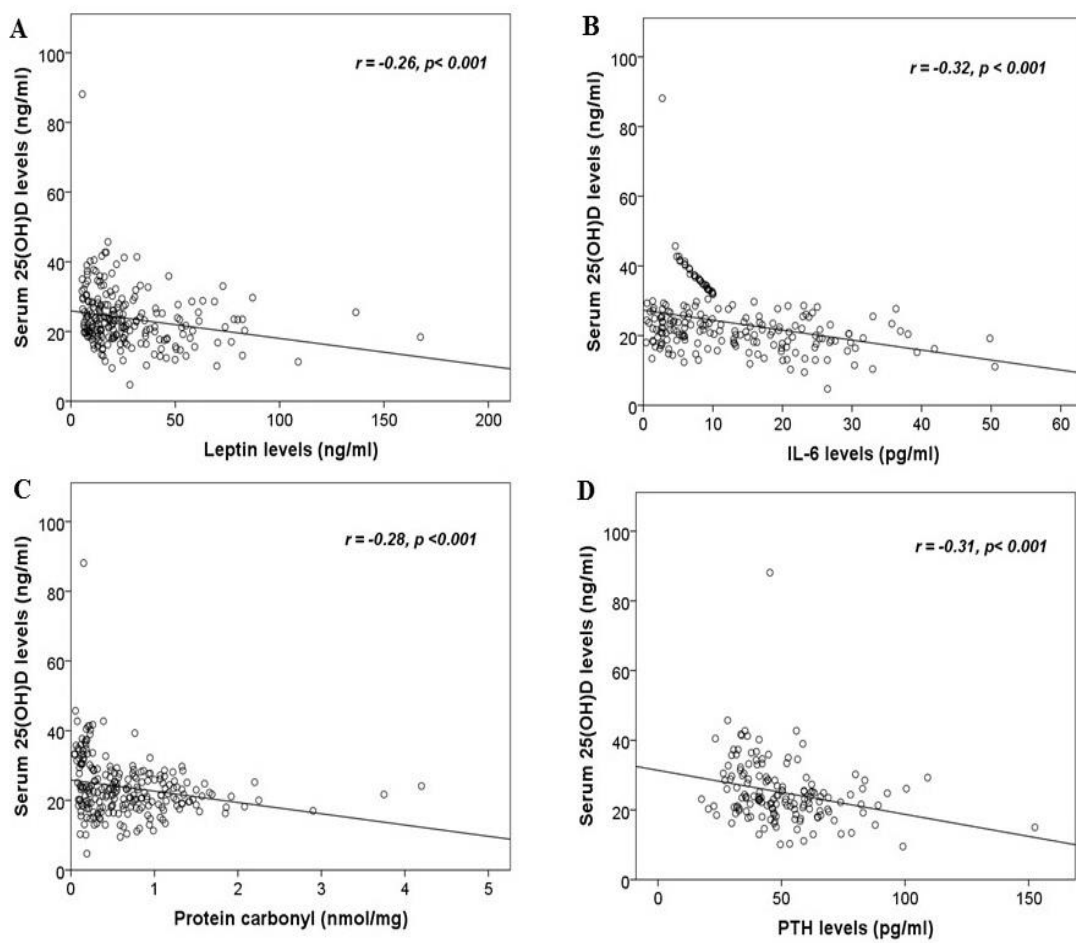 A
r = -0.26, p< 0.001
Serum 25(OH)D levels (ng/ml)
100
80
60
40
20
0
0 50 100 150 200
Leptin levels (ng/ml)
B
r = -0.32, p < 0.001
Serum 25(OH)D levels (ng/ml)
100
80
60
40
20
0
0 10 20 30 40 50 60
IL-6 levels (pg/ml)
C
r = -0.28, p <0.001
Serum 25(OH)D levels (ng/ml)
100
80
60
40
20
0
0 1 2 3 4 5
Protein carbonyl (nmol/mg)
D
r = -0.31, p< 0.001
Serum 25(OH)D levels (ng/ml)
100
80
60
40
20
0
0 50 100 150
PTH levels (pg/ml)